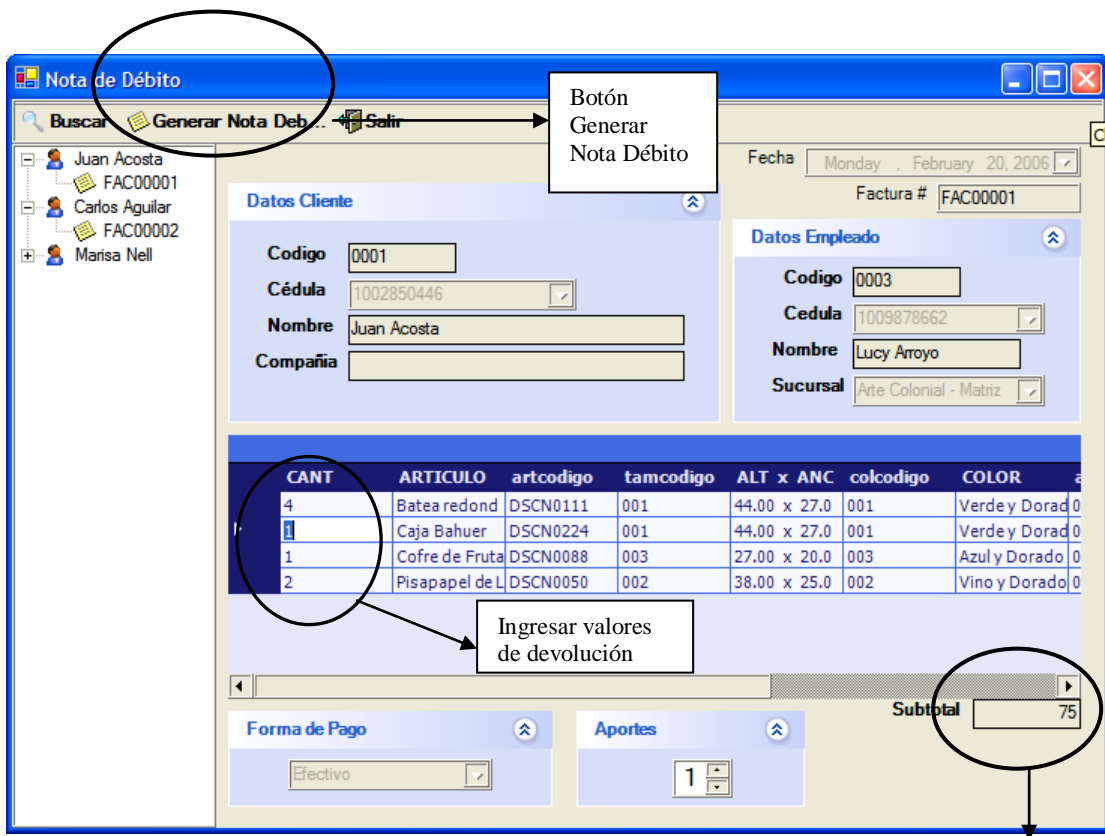 Nota de Débito
Buscar Generar Nota Deb... Salir
Botón
Generar
Nota Débito
Juan Acosta
FAC00001
Carlos Aguilar
FAC00002
Marisa Nell
Fecha Monday , February 20, 2006
Factura # FAC00001
Datos Cliente
Codigo 0001
Cédula 1002850446
Nombre Juan Acosta
Compañia
Datos Empleado
Codigo 0003
Cedula 1009878662
Nombre Lucy Arroyo
Sucursal Arte Colonial - Matriz
CANT ARTICULO artcodigo tamcodigo ALT x ANC colcodigo COLOR a
4 Batea redond DSCN0111 001 44.00 x 27.0 001 Verde y Dorad 0
1 Caja Bahuer DSCN0224 001 44.00 x 27.0 001 Verde y Dorad 0
1 Cofre de Fruta DSCN0088 003 27.00 x 20.0 003 Azul y Dorado 0
2 Pisapapel de L DSCN0050 002 38.00 x 25.0 002 Vino y Dorado 0
Ingresar valores
de devolución
Subtotal 75
Forma de Pago
Efectivo
Aportes
1